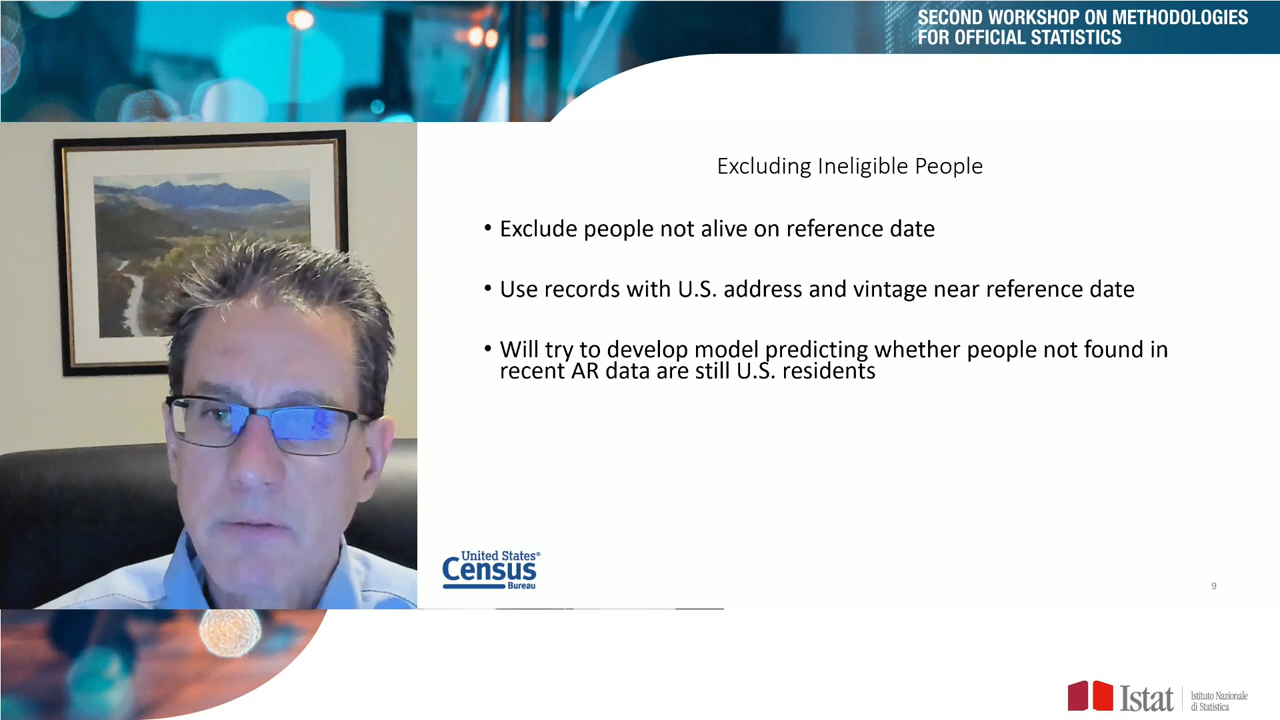 SECOND WORKSHOP ON METHODOLOGIES
FOR OFFICIAL STATISTICS
Excluding Ineligible People
• Exclude people not alive on reference date
• Use records with U.S. address and vintage near reference date
• Will try to develop model predicting whether people not found in
recent AR data are still U.S. residents
United States®
Census
Bureau
9
Istat
Istituto Nazionale
di Statistica